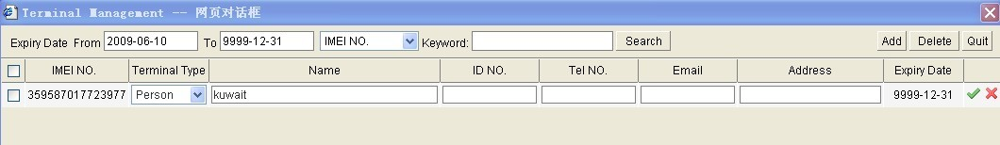 Terminal Management -- 网页对话框
Expiry Date From 2009-06-10 To 9999-12-31 IMEI NO. Keyword: Search Add Delete Quit
IMEI NO. Terminal Type Name ID NO. Tel NO. Email Address Expiry Date
359587017723977 Person kuwait 9999-12-31